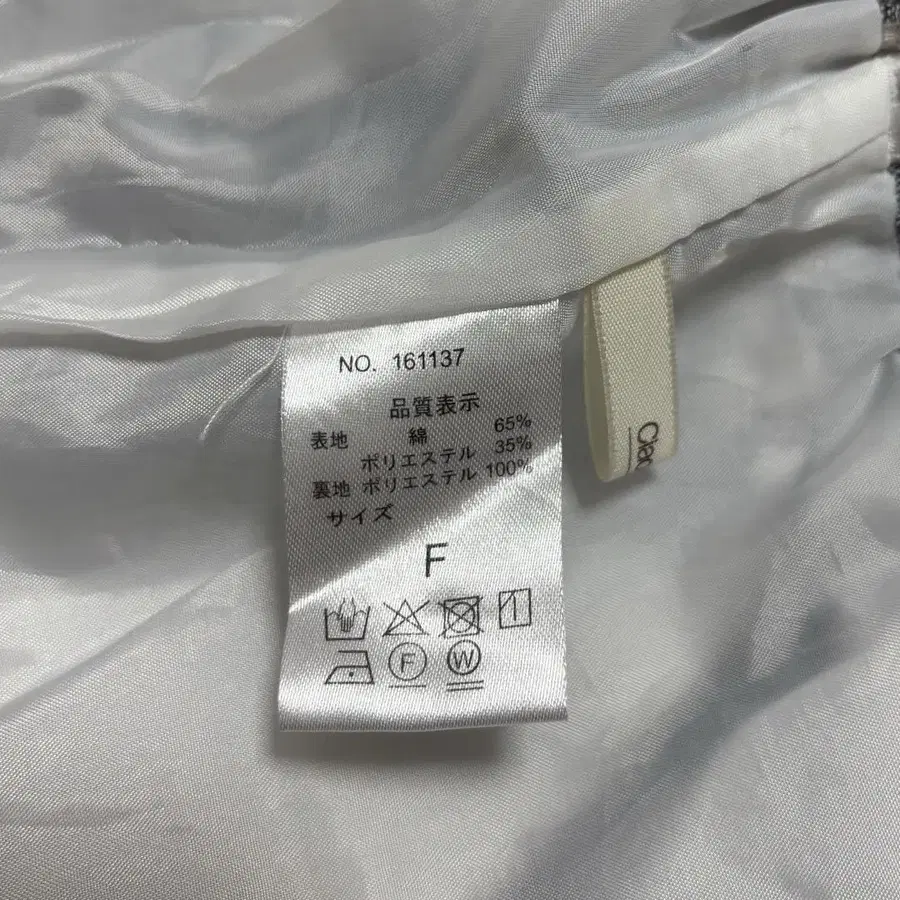 NO. 161137
品質表示
表地 綿 65%
ポリエステル 35%
裏地 ポリエステル 100%
サイズ
F
F W